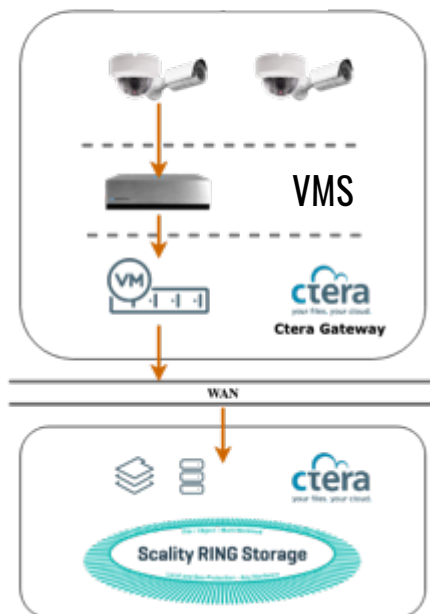 VMS
VM
ctera
your files. your cloud.
Ctera Gateway
WAN
ctera
your files. your cloud.
Scality RING Storage